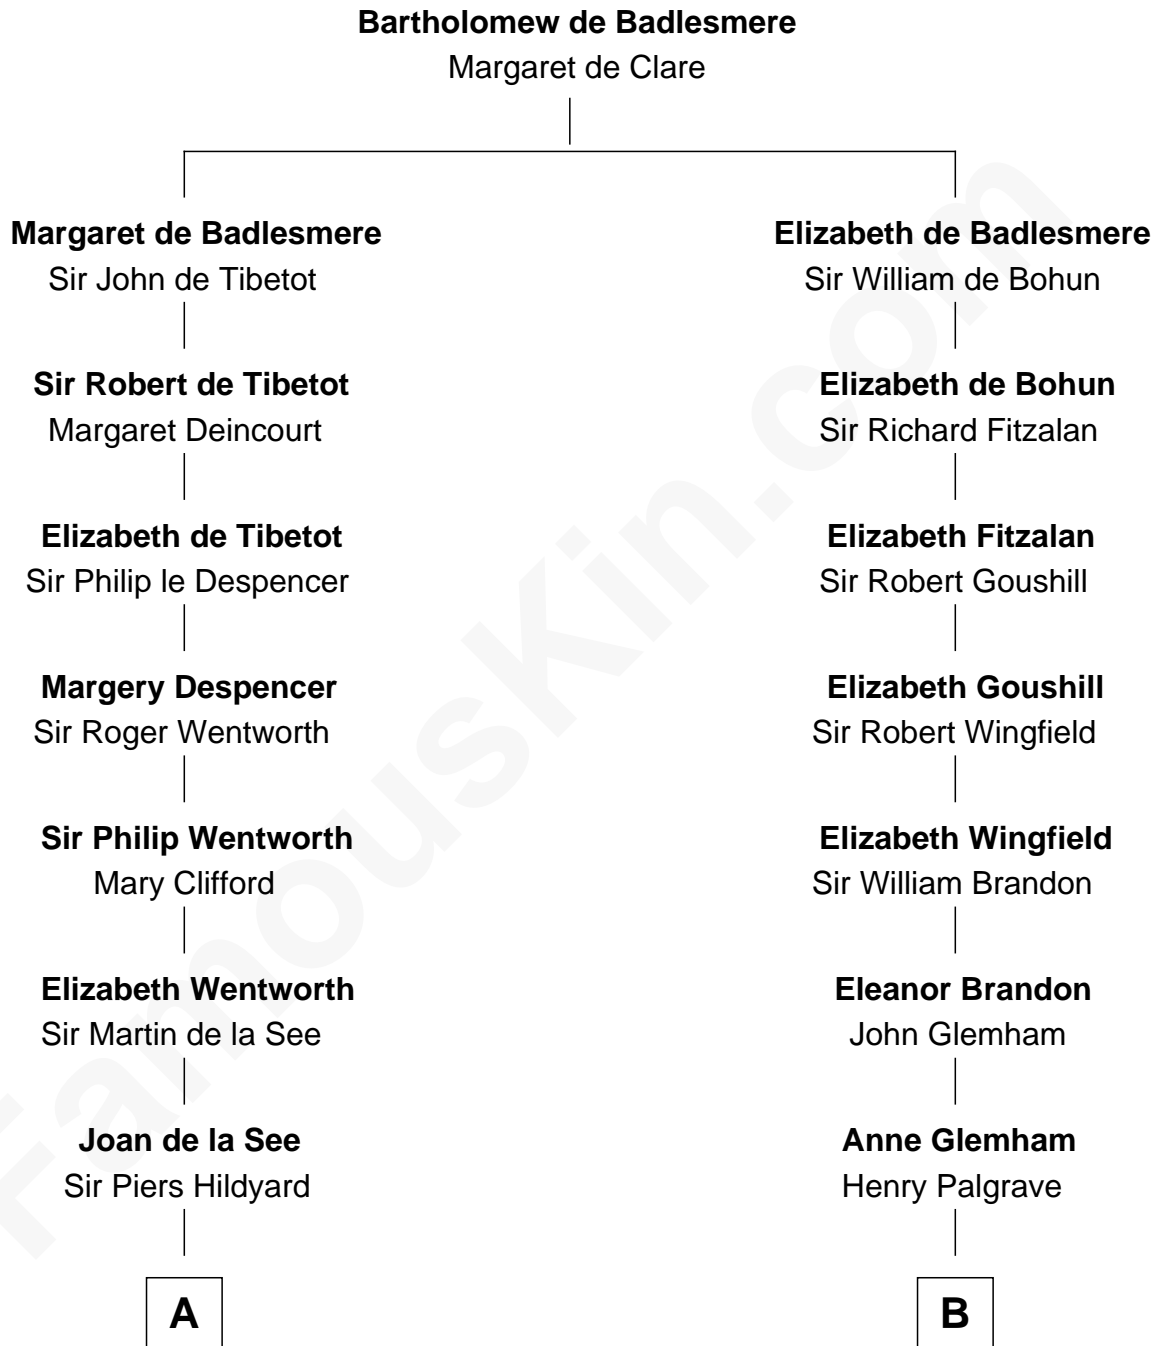 Bartholomew de Badlesmere
Margaret de Clare
Margaret de Badlesmere
Sir John de Tibetot
Elizabeth de Badlesmere
Sir William de Bohun
Sir Robert de Tibetot
Margaret Deincourt
Elizabeth de Bohun
Sir Richard Fitzalan
Elizabeth de Tibetot
Sir Philip le Despencer
Elizabeth Fitzalan
Sir Robert Goushill
Margery Despencer
Sir Roger Wentworth
Elizabeth Goushill
Sir Robert Wingfield
Sir Philip Wentworth
Mary Clifford
Elizabeth Wingfield
Sir William Brandon
Elizabeth Wentworth
Sir Martin de la See
Eleanor Brandon
John Glemham
Joan de la See
Sir Piers Hildyard
Anne Glemham
Henry Palgrave
A
B
FamousKin.com